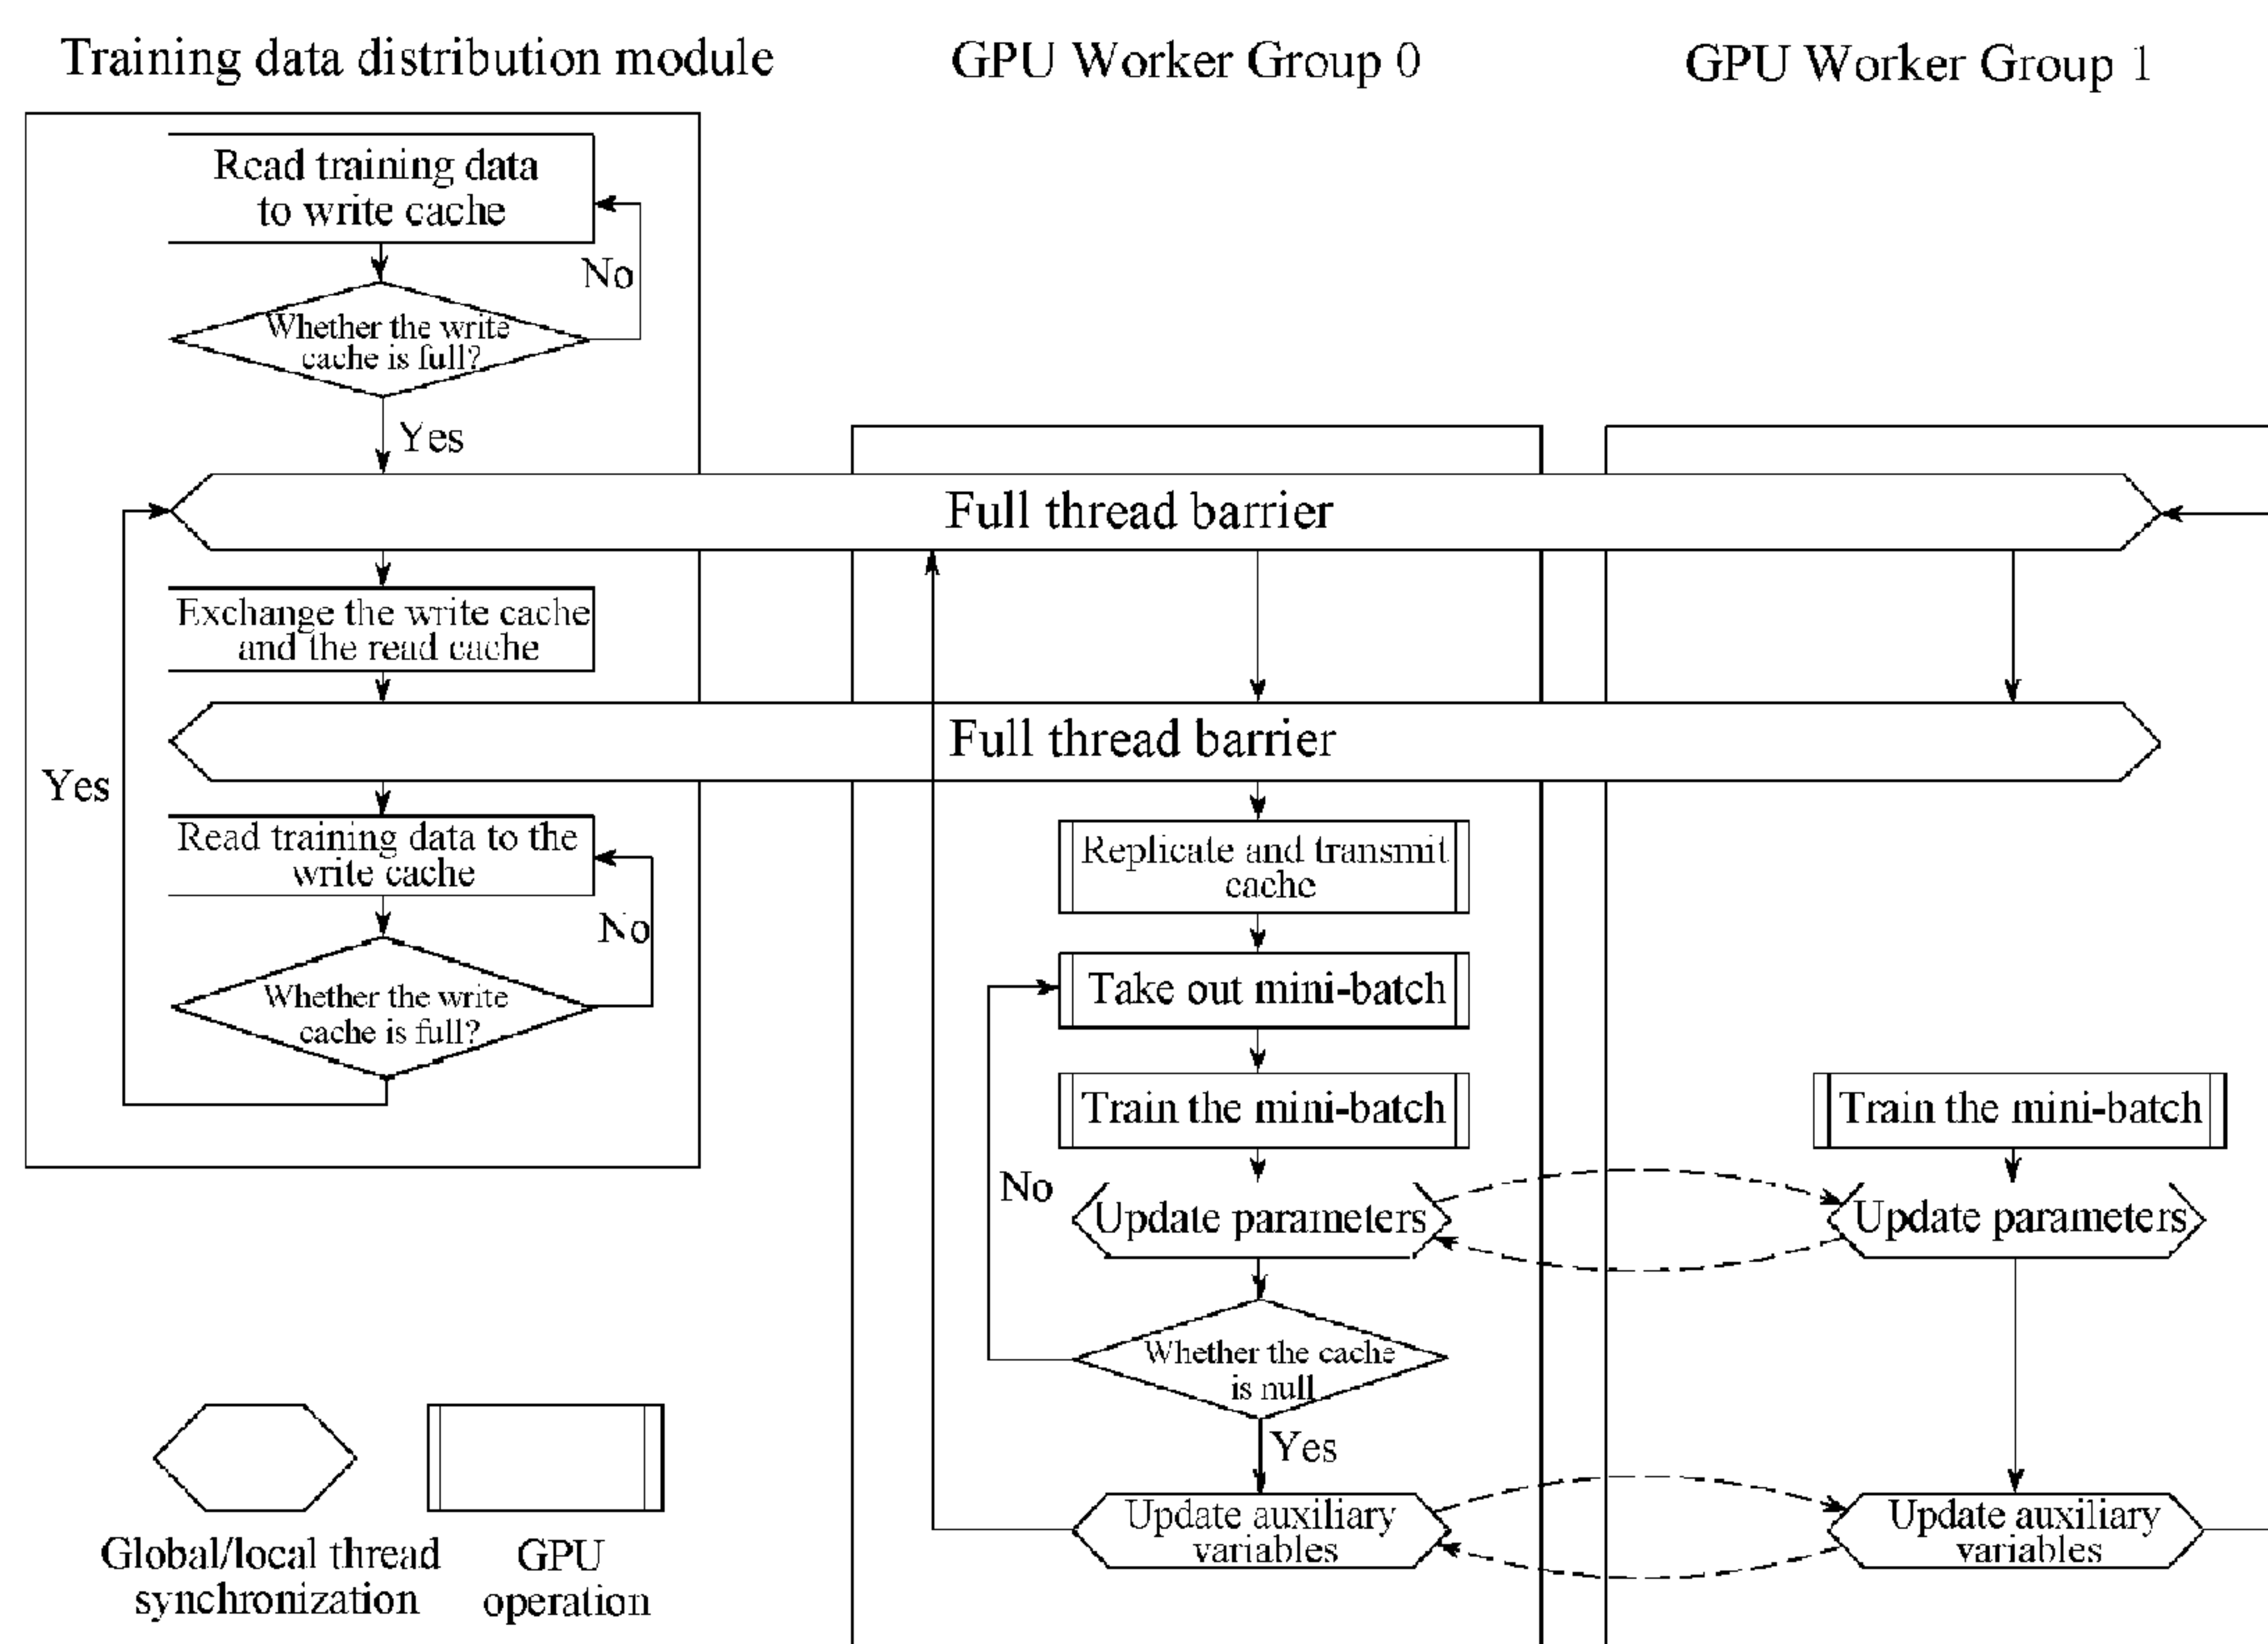 Training data distribution module
GPU Worker Group 0
GPU Worker Group 1
Read training data
to write cache
No
Whether the write
cache is full?
Yes
Full thread barrier
Exchange the write cache
and the read cache
Full thread barrier
Yes
Read training data to the
write cache
No
Whether the write
cache is full?
Replicate and transmit
cache
Take out mini-batch
Train the mini-batch
No
Update parameters
Whether the cache
is null
Yes
Update auxiliary
variables
Train the mini-batch
Update parameters
Update auxiliary
variables
Global/local thread
synchronization
GPU
operation